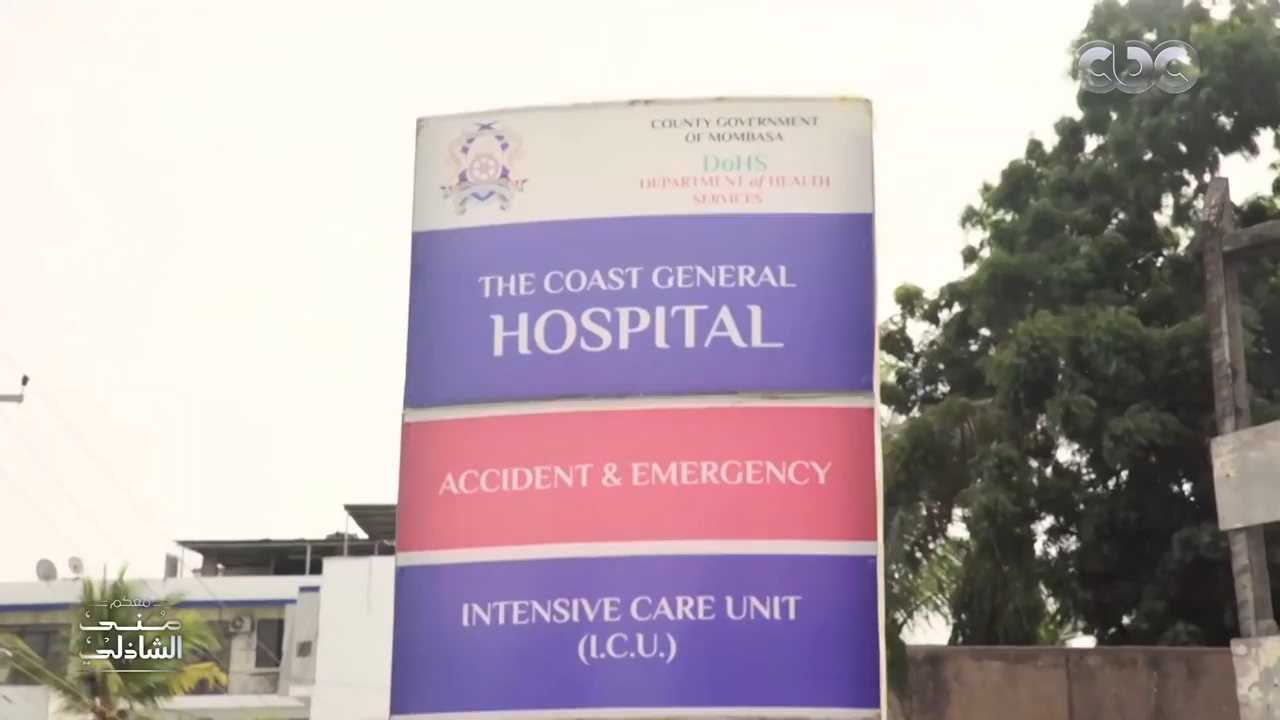 cbc
COUNTY GOVERNMENT
OF MOMBASA
DoHS
DEPARTMENT of HEALTH
SERVICES
THE COAST GENERAL
HOSPITAL
ACCIDENT & EMERGENCY
INTENSIVE CARE UNIT
(I.C.U.)
معكم
منى
الشاذلي